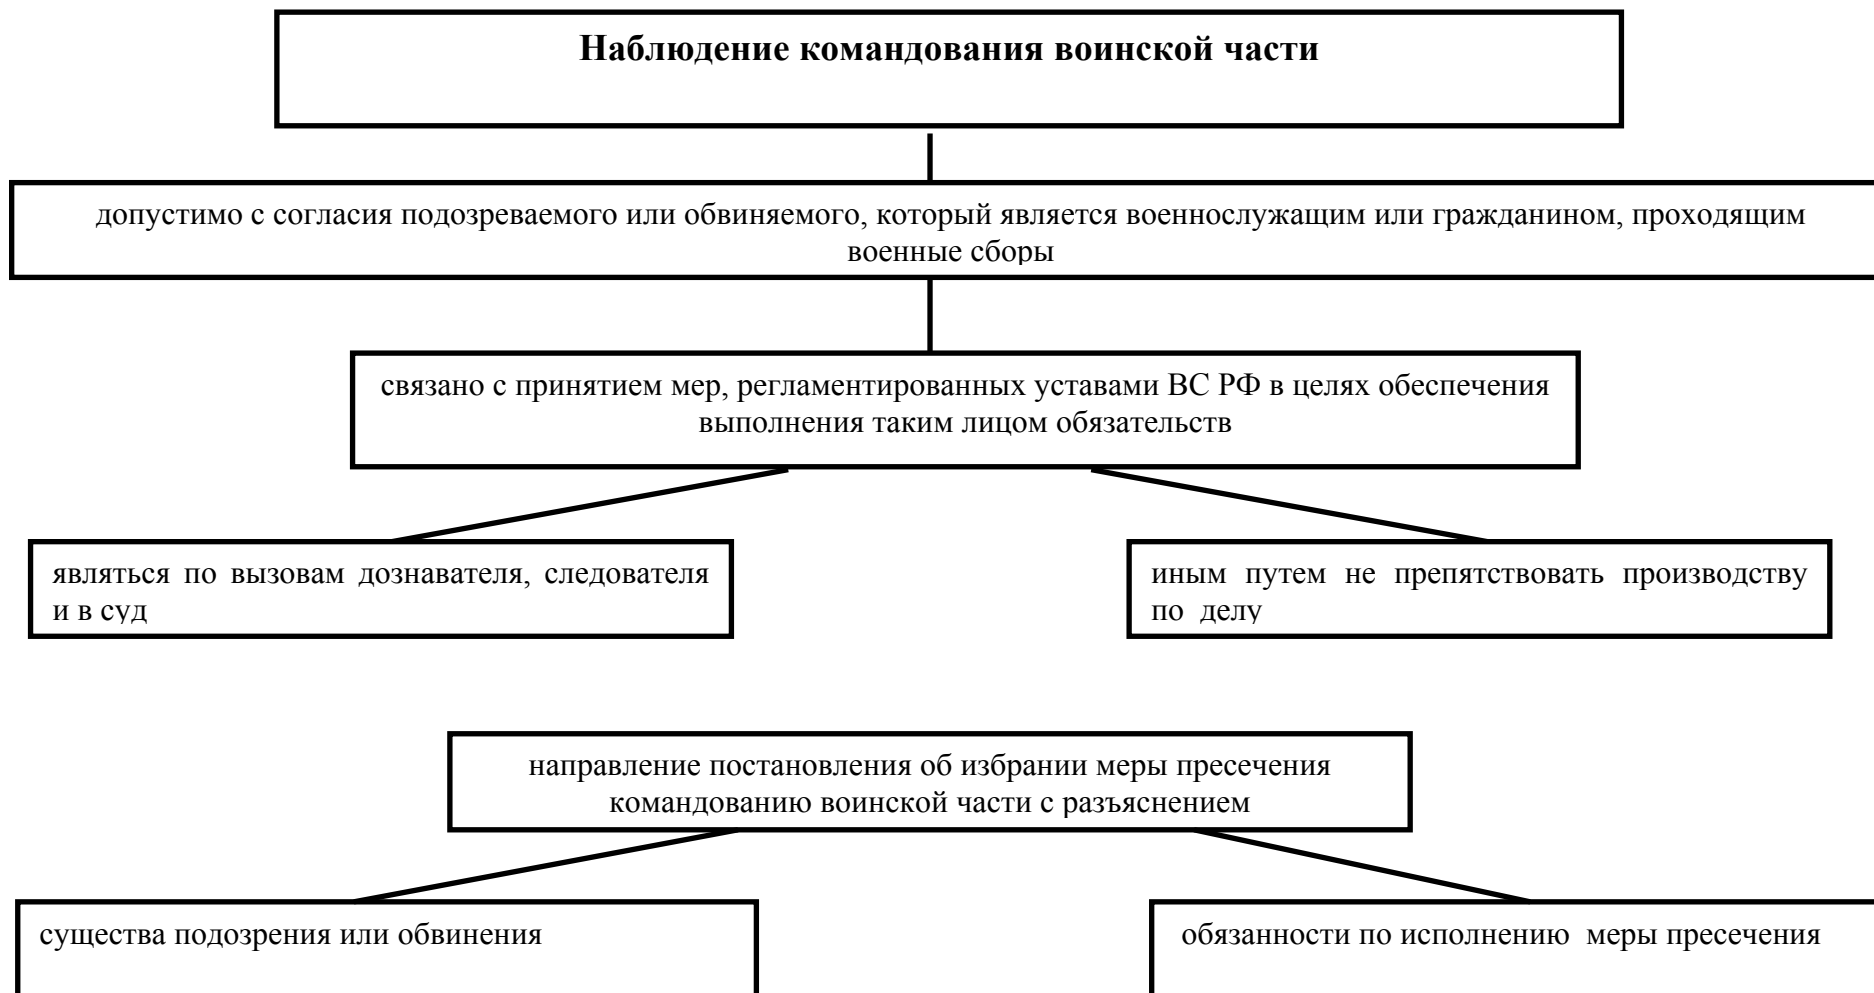 Наблюдение командования воинской части
допустимо с согласия подозреваемого или обвиняемого, который является военнослужащим или гражданином, проходящим
военные сборы
связано с принятием мер, регламентированных уставами ВС РФ в целях обеспечения
выполнения таким лицом обязательств
являться по вызовам дознавателя, следователя
и в суд
иным путем не препятствовать производству
по делу
направление постановления об избрании меры пресечения
командованию воинской части с разъяснением
существа подозрения или обвинения
обязанности по исполнению меры пресечения